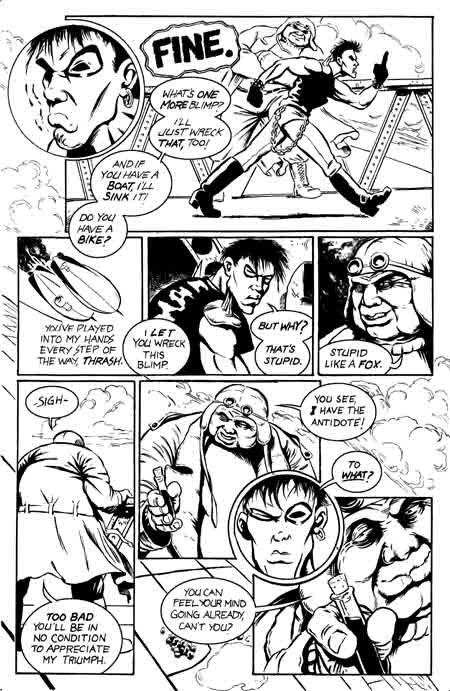 FINE.
WHAT'S ONE
MORE BLIMP?
I'LL
JUST WRECK
THAT, TOO!
AND IF
YOU HAVE A
BOAT, I'LL
SINK IT!
DO YOU
HAVE A
BIKE?
YOU'VE PLAYED
INTO MY HANDS
EVERY STEP OF
THE WAY, THRASH.
I LET
YOU WRECK
THIS
BLIMP.
BUT WHY?
THAT'S
STUPID.
STUPID
LIKE A FOX.
-SIGH-
TOO BAD
YOU'LL BE IN
NO CONDITION
TO APPRECIATE
MY TRIUMPH.
YOU SEE,
I HAVE THE
ANTIDOTE!
TO
WHAT?
YOU CAN
FEEL YOUR MIND
GOING ALREADY,
CAN'T YOU?